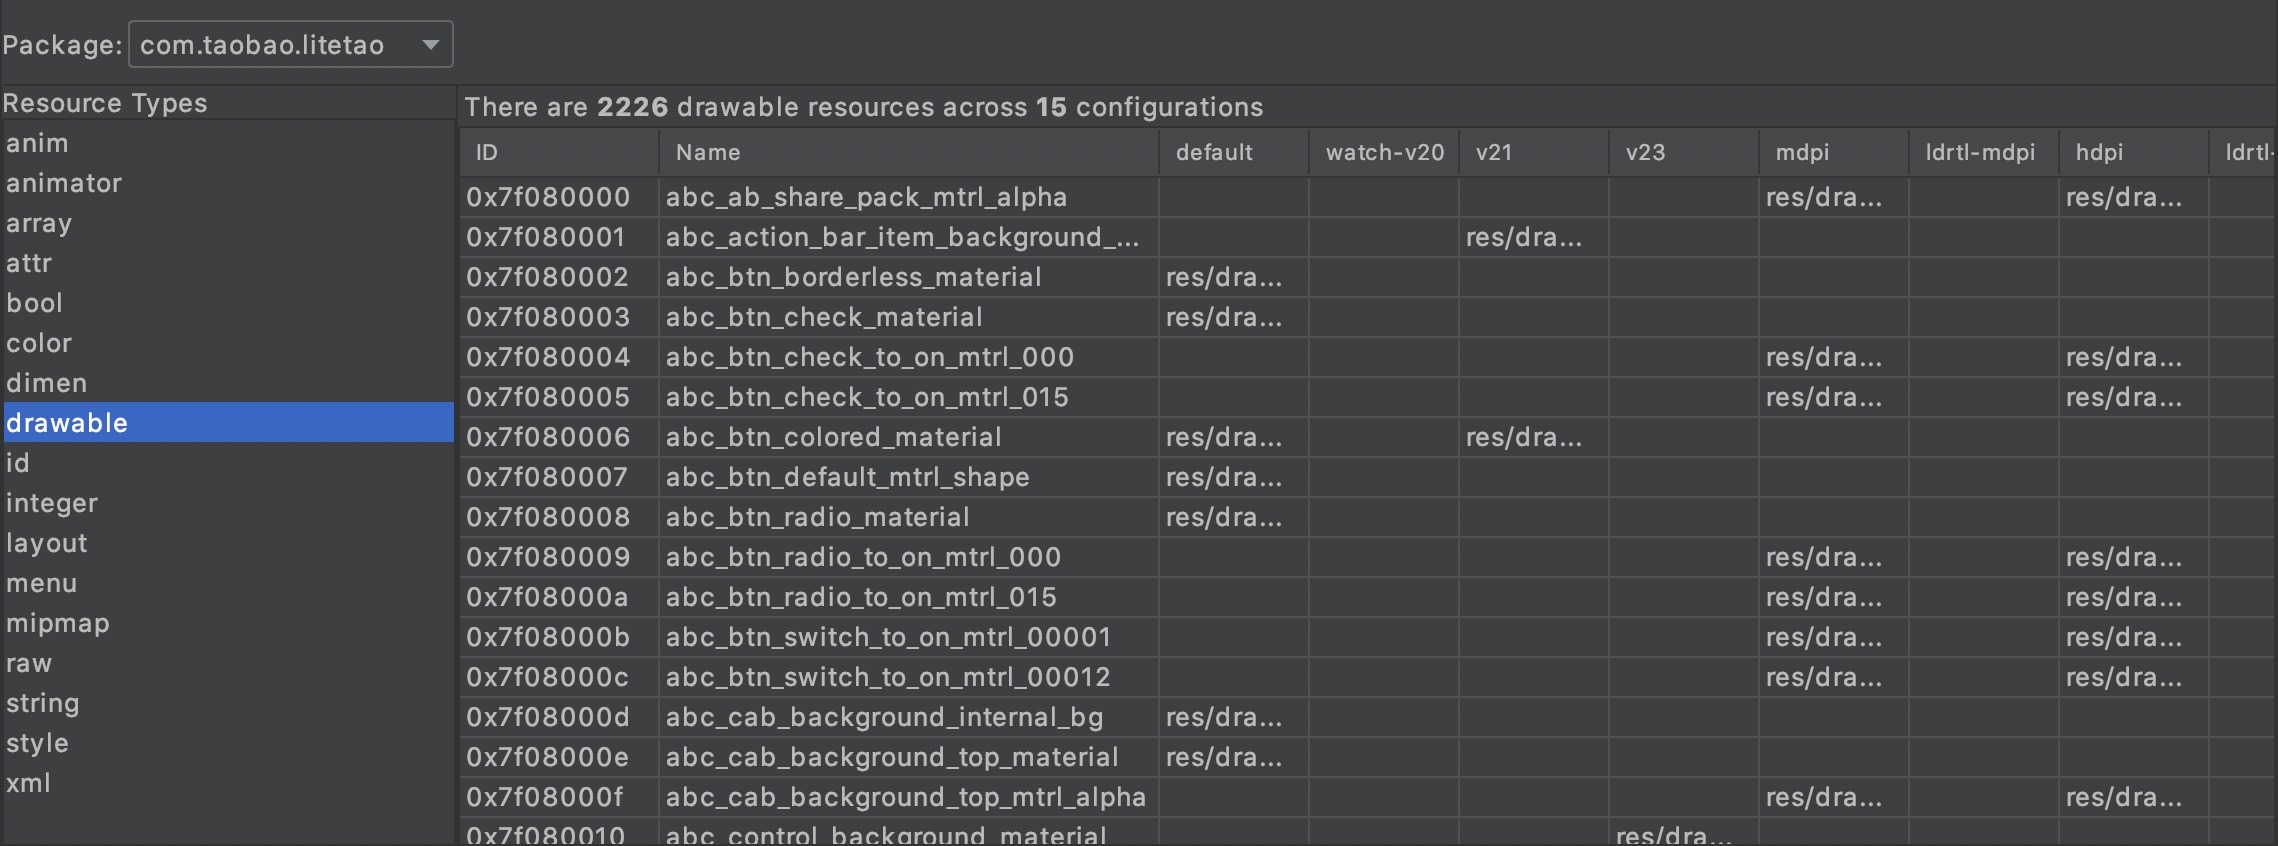 Package: com.taobao.litetao
Resource Types
anim
animator
array
attr
bool
color
dimen
drawable
id
integer
layout
menu
mipmap
raw
string
style
xml
There are 2226 drawable resources across 15 configurations
ID Name default watch-v20 v21 v23 mdpi ldrtl-mdpi hdpi ldrtl-
0x7f080000 abc_ab_share_pack_mtrl_alpha res/dra... res/dra...
0x7f080001 abc_action_bar_item_background_... res/dra...
0x7f080002 abc_btn_borderless_material res/dra...
0x7f080003 abc_btn_check_material res/dra...
0x7f080004 abc_btn_check_to_on_mtrl_000 res/dra... res/dra...
0x7f080005 abc_btn_check_to_on_mtrl_015 res/dra... res/dra...
0x7f080006 abc_btn_colored_material res/dra... res/dra...
0x7f080007 abc_btn_default_mtrl_shape res/dra...
0x7f080008 abc_btn_radio_material res/dra...
0x7f080009 abc_btn_radio_to_on_mtrl_000 res/dra... res/dra...
0x7f08000a abc_btn_radio_to_on_mtrl_015 res/dra... res/dra...
0x7f08000b abc_btn_switch_to_on_mtrl_00001 res/dra... res/dra...
0x7f08000c abc_btn_switch_to_on_mtrl_00012 res/dra... res/dra...
0x7f08000d abc_cab_background_internal_bg res/dra...
0x7f08000e abc_cab_background_top_material res/dra...
0x7f08000f abc_cab_background_top_mtrl_alpha res/dra... res/dra...
0x7f080010 abc_control_background_material res/dra...